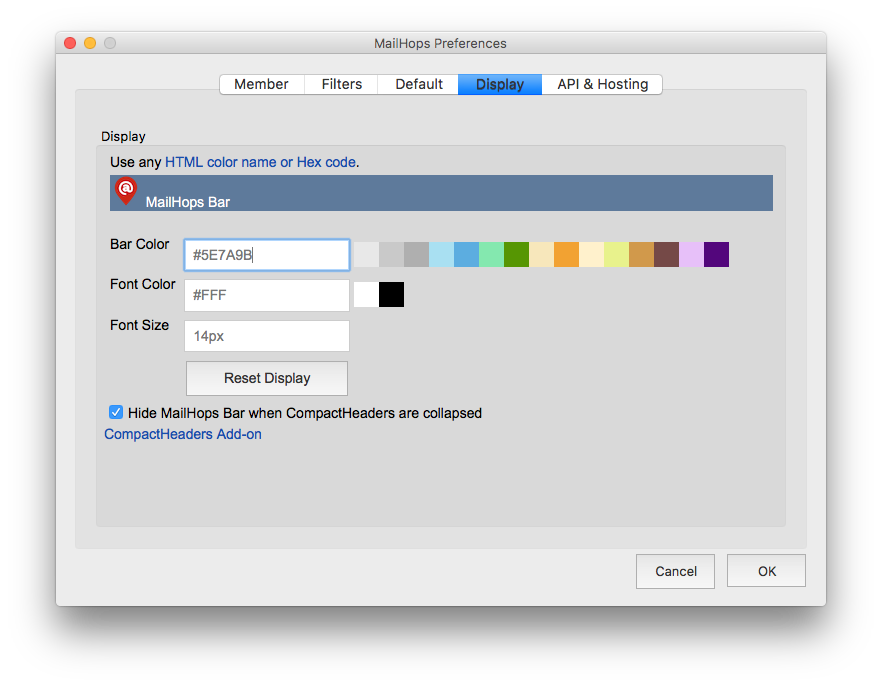 MailHops Preferences
Member Filters Default Display API & Hosting
Display
Use any HTML color name or Hex code.
MailHops Bar
Bar Color #5E7A9B
Font Color #FFF
Font Size 14px
Reset Display
Hide MailHops Bar when CompactHeaders are collapsed
CompactHeaders Add-on
Cancel OK